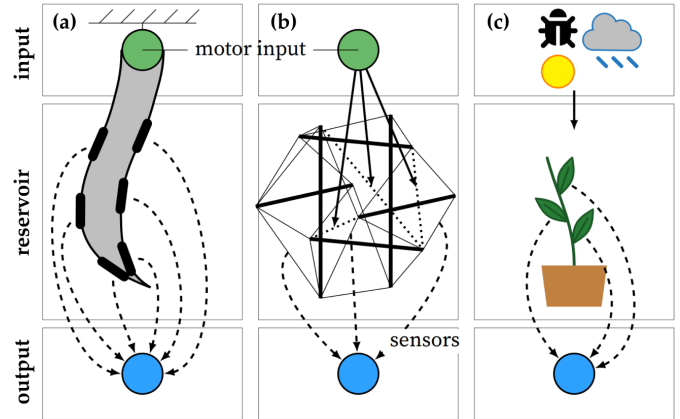 (a)
(b)
(c)
input
motor input
reservoir
sensors
output